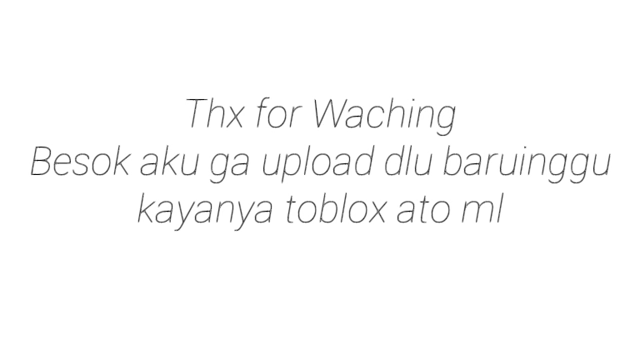 Thx for Waching
Besok aku ga upload dlu baruinggu
kayanya toblox ato ml